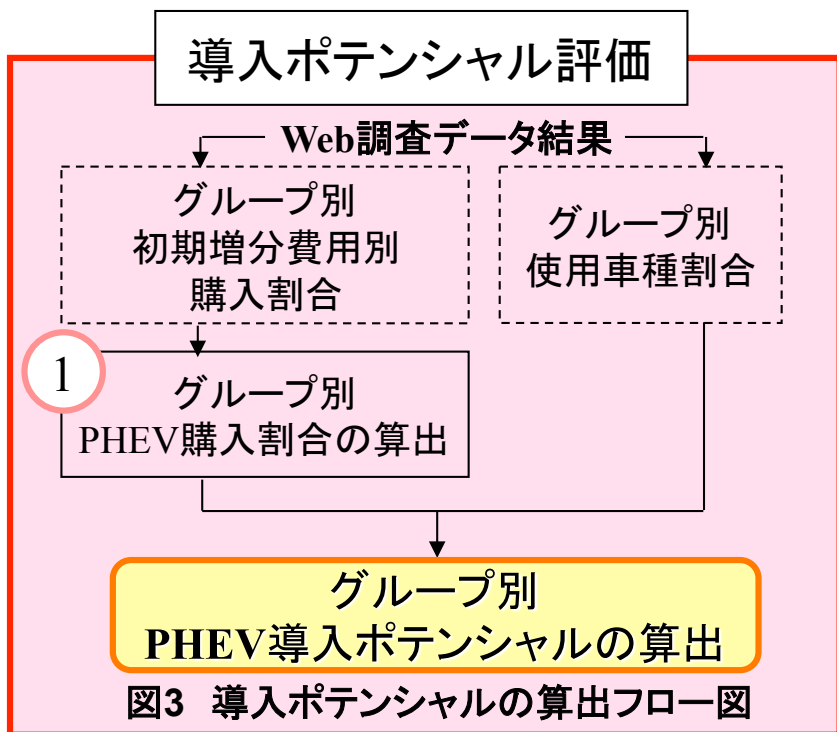 導入ポテンシャル評価
Web調査データ結果
グループ別
初期増分費用別
購入割合
グループ別
使用車種割合
1
グループ別
PHEV購入割合の算出
グループ別
PHEV導入ポテンシャルの算出
図3 導入ポテンシャルの算出フロー図